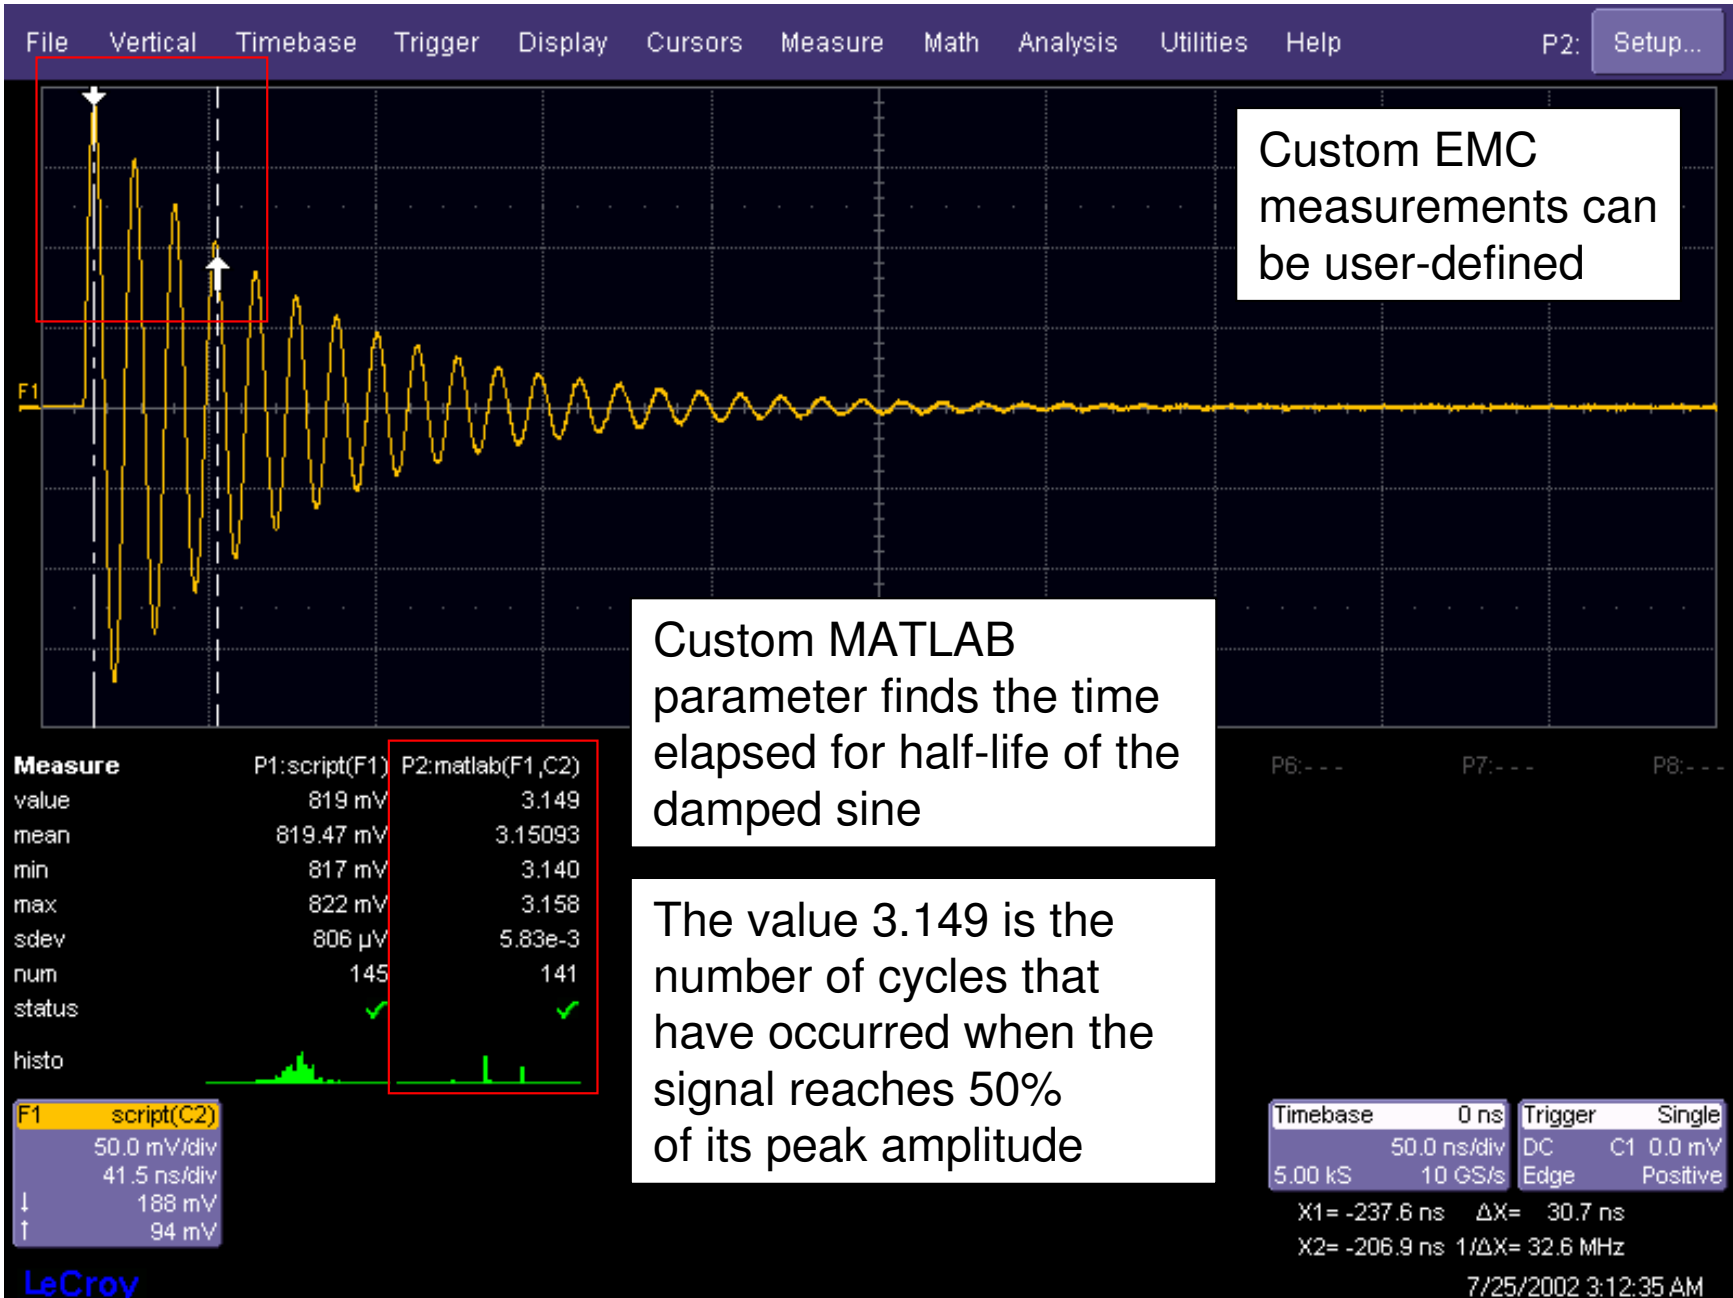 File Vertical Timebase Trigger Display Cursors Measure Math Analysis Utilities Help P2: Setup...
Custom EMC
measurements can
be user-defined
F1
Custom MATLAB
parameter finds the time
elapsed for half-life of the
damped sine
Measure P1:script(F1) P2:matlab(F1,C2) P6:--- P7:--- P8:---
value 819 mV 3.149
mean 819.47 mV 3.15093
min 817 mV 3.140
max 822 mV 3.158
sdev 806 µV 5.83e-3
num 145 141
status
histo
The value 3.149 is the
number of cycles that
have occurred when the
signal reaches 50%
of its peak amplitude
F1 script(C2)
50.0 mV/div
41.5 ns/div
↓ 188 mV
↑ 94 mV
Timebase 0 ns
50.0 ns/div
5.00 kS 10 GS/s
Trigger Single
DC C1 0.0 mV
Edge Positive
X1= -237.6 ns ΔX= 30.7 ns
X2= -206.9 ns 1/ΔX= 32.6 MHz
LeCroy
7/25/2002 3:12:35 AM